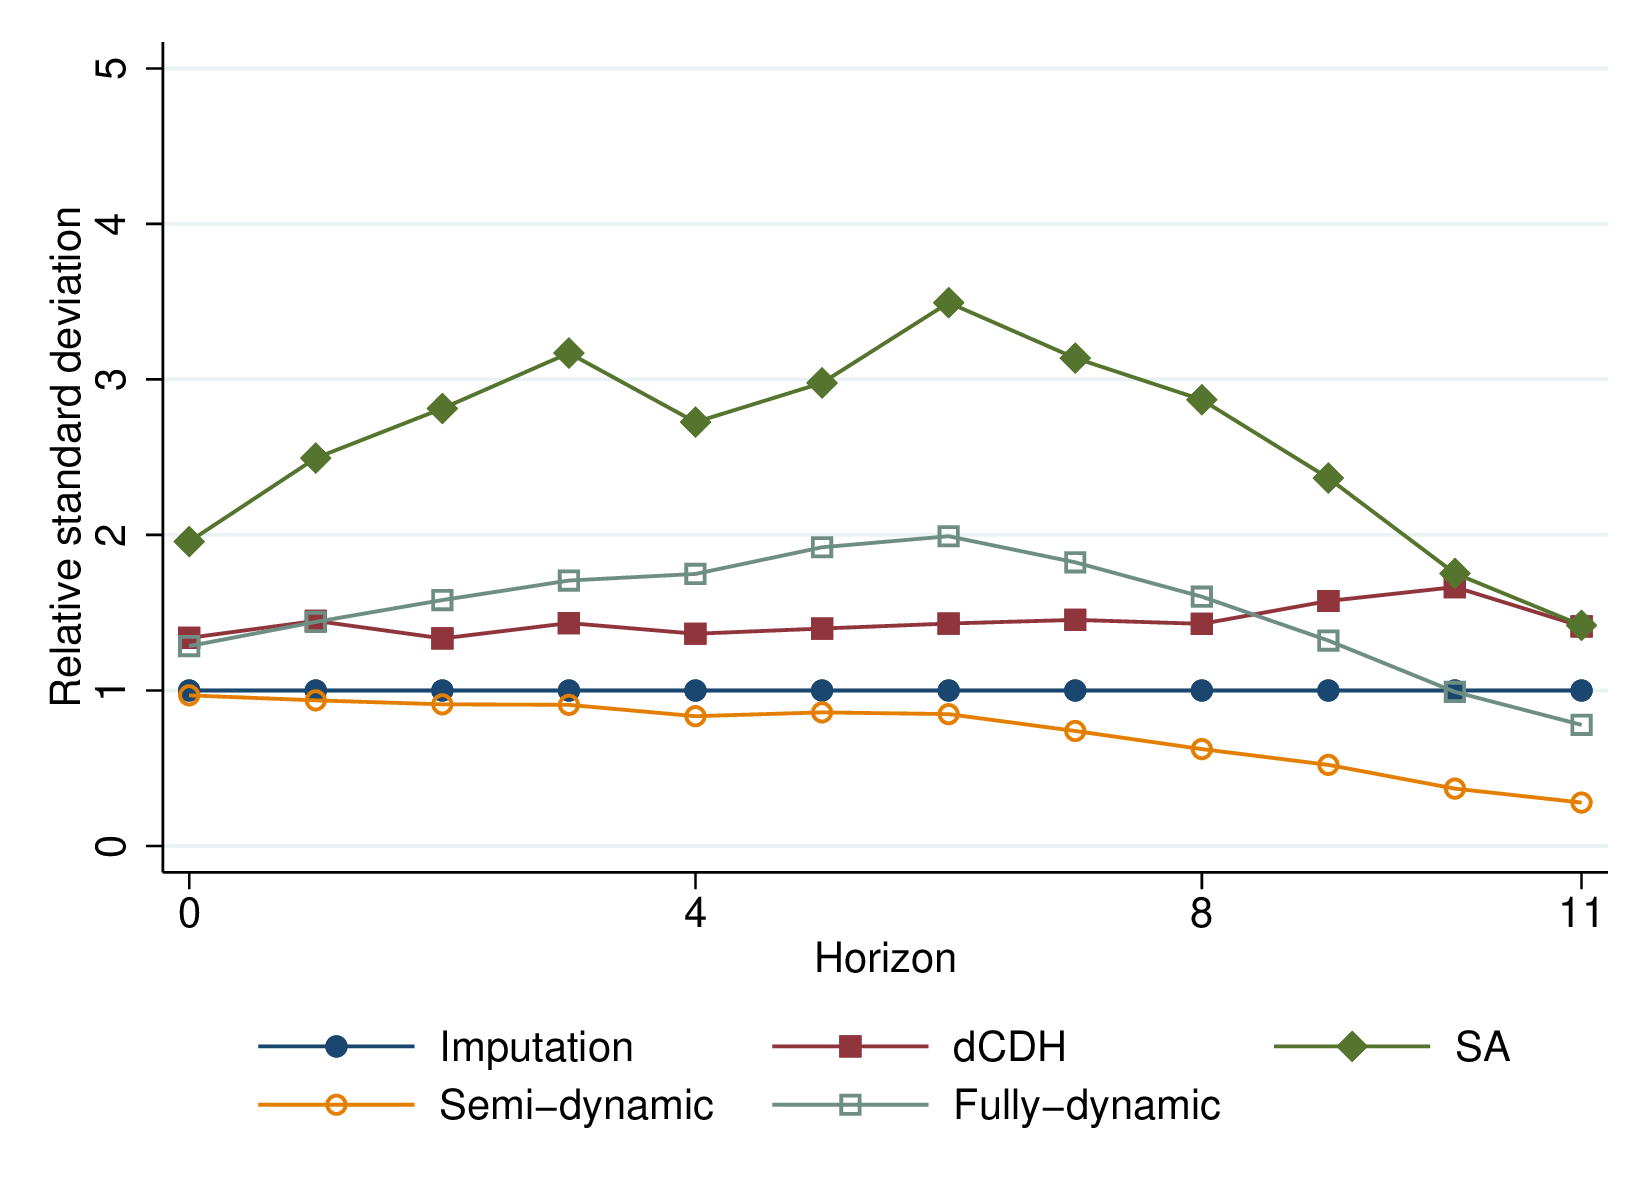 Relative standard deviation
5
4
3
2
1
0
0 4 8 11
Horizon
Imputation dCDH SA
Semi−dynamic Fully−dynamic